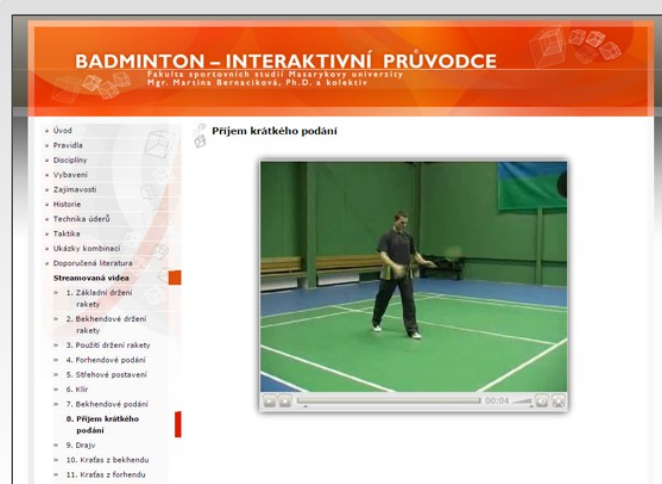 BADMINTON – INTERAKTIVNÍ PRŮVODCE
Fakulta sportovních studií Masarykovy univerzity
Mgr. Martina Bernaciková, Ph.D. a kolektiv
Úvod
Pravidla
Disciplíny
Vybavení
Zajímavosti
Historie
Technika úderů
Taktika
Ukázky kombinací
Doporučená literatura
Streamovaná videa
1. Základní držení
rakety
2. Bekhendové držení
rakety
3. Použití držení rakety
4. Forhendové podání
5. Střehové postavení
6. Klír
7. Bekhendové podání
8. Příjem krátkého
podání
9. Drajv
10. Kraťas z bekhendu
11. Kraťas z forhendu
Příjem krátkého podání
00:04